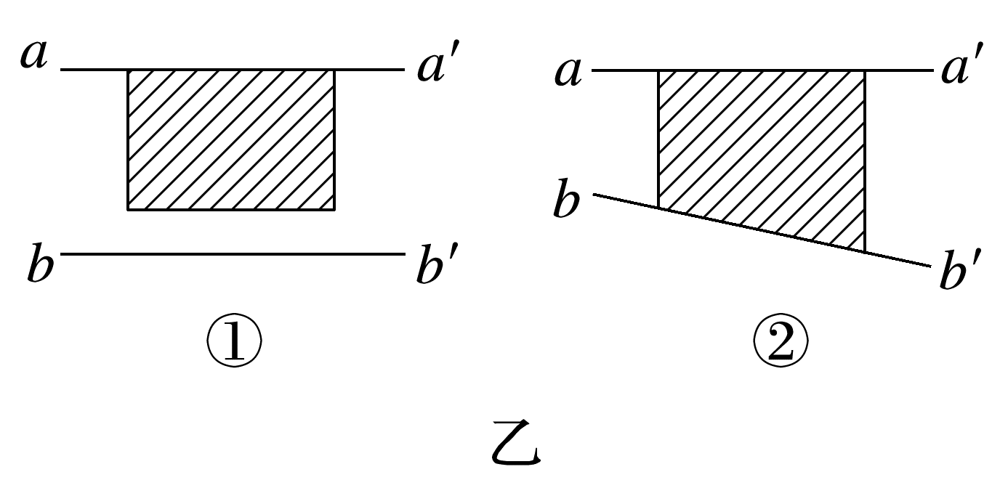 a a′ a a′
b b′ b b′
① ②
乙